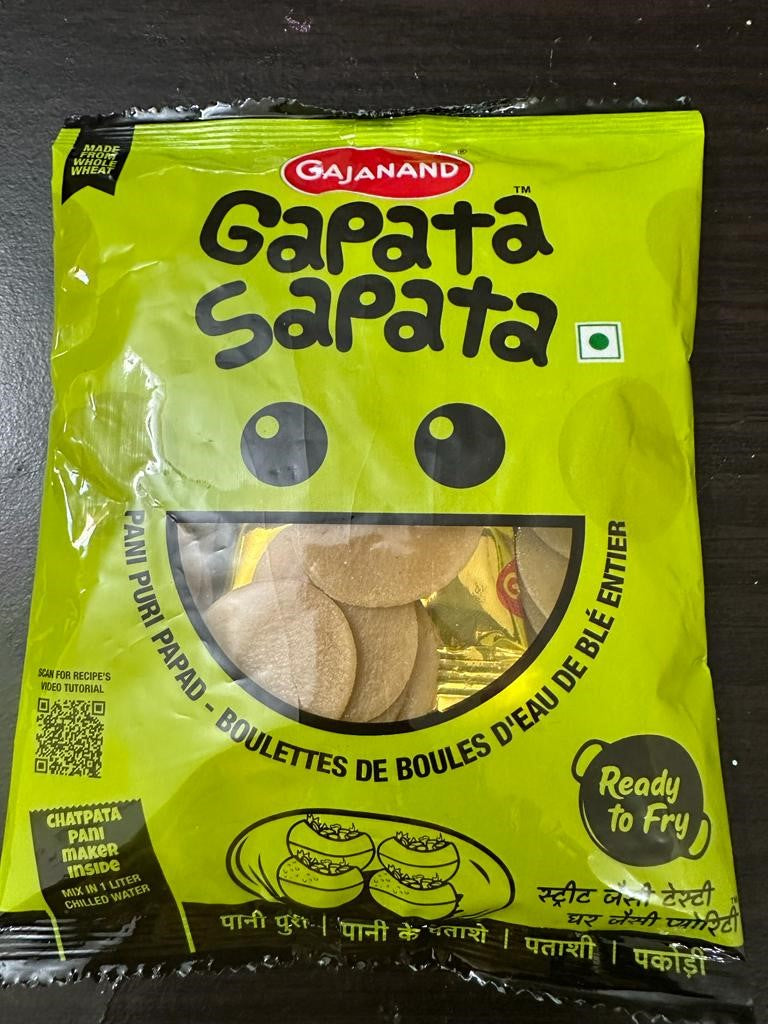 MADE
FROM
WHOLE
WHEAT
GAJANAND®
Gapata™
Sapata
PANI PURI PAPAD - BOULETTES DE BOULES D'EAU DE BLÉ ENTIER
SCAN FOR RECIPE'S
VIDEO TUTORIAL
Ready
to Fry
CHATPATA
PANI
MAKER
INSIDE
MIX IN 1 LITER
CHILLED WATER
स्ट्रीट जैसी टेस्टी
घर जैसी प्योरिटी™
पानी | पानी के पताशे | पताशी | पकोड़ी